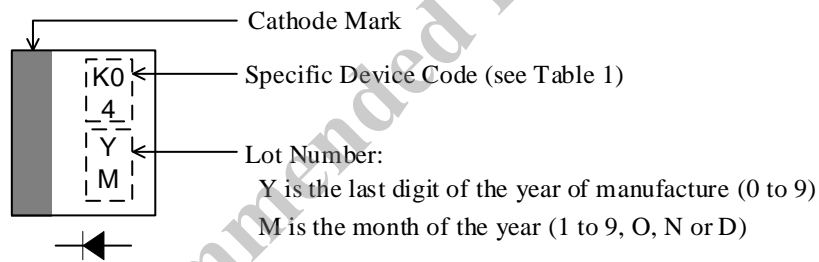 Cathode Mark
K0
4
Specific Device Code (see Table 1)
Y
M
Lot Number:
Y is the last digit of the year of manufacture (0 to 9)
M is the month of the year (1 to 9, O, N or D)